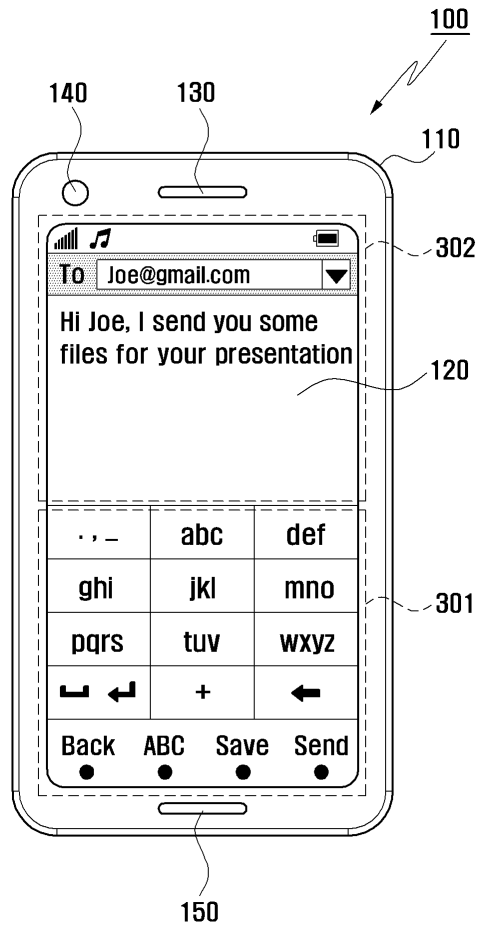 100
140 130
110
302
To Joe@gmail.com
Hi Joe, I send you some
files for your presentation
120
. , _ abc def
ghi jkl mno
301
pqrs tuv wxyz
+
Back ABC Save Send
150